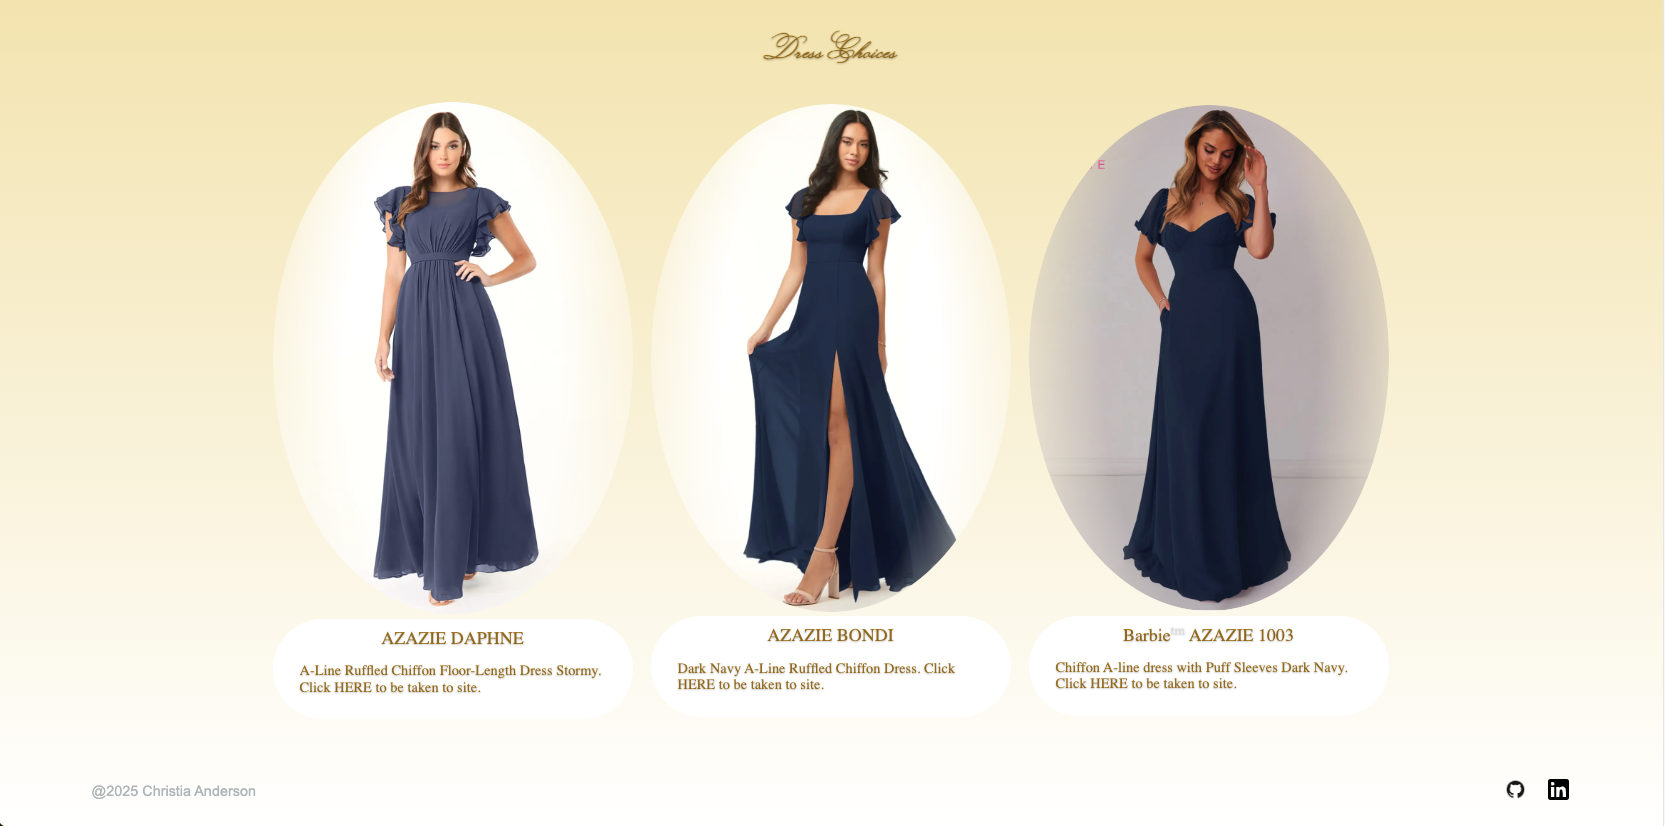 Dress Choices
E
AZAZIE DAPHNE
A-Line Ruffled Chiffon Floor-Length Dress Stormy.
Click HERE to be taken to site.
AZAZIE BONDI
Dark Navy A-Line Ruffled Chiffon Dress. Click
HERE to be taken to site.
Barbie™ AZAZIE 1003
Chiffon A-line dress with Puff Sleeves Dark Navy.
Click HERE to be taken to site.
@2025 Christia Anderson
in